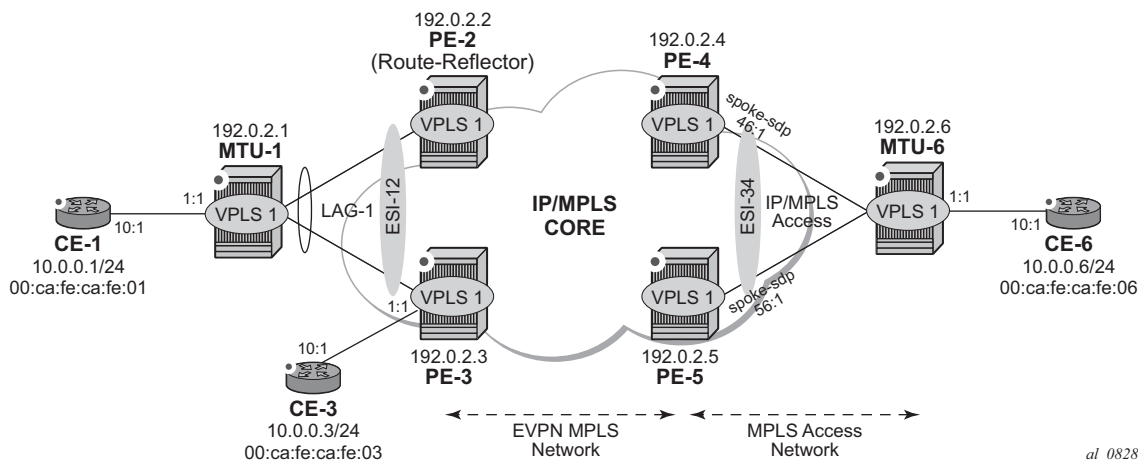 192.0.2.2
PE-2
(Route-Reflector)
VPLS 1
192.0.2.4
PE-4
VPLS 1
spoke-sdp
46:1
192.0.2.1
MTU-1
1:1
VPLS 1
10:1
CE-1
10.0.0.1/24
00:ca:fe:ca:fe:01
LAG-1
ESI-12
IP/MPLS
CORE
ESI-34
IP/MPLS
Access
192.0.2.6
MTU-6
VPLS 1
1:1
10:1
CE-6
10.0.0.6/24
00:ca:fe:ca:fe:06
1:1
VPLS 1
192.0.2.3
PE-3
VPLS 1
spoke-sdp
56:1
192.0.2.5
PE-5
10:1
CE-3
10.0.0.3/24
00:ca:fe:ca:fe:03
EVPN MPLS
Network
MPLS Access
Network
al_0828